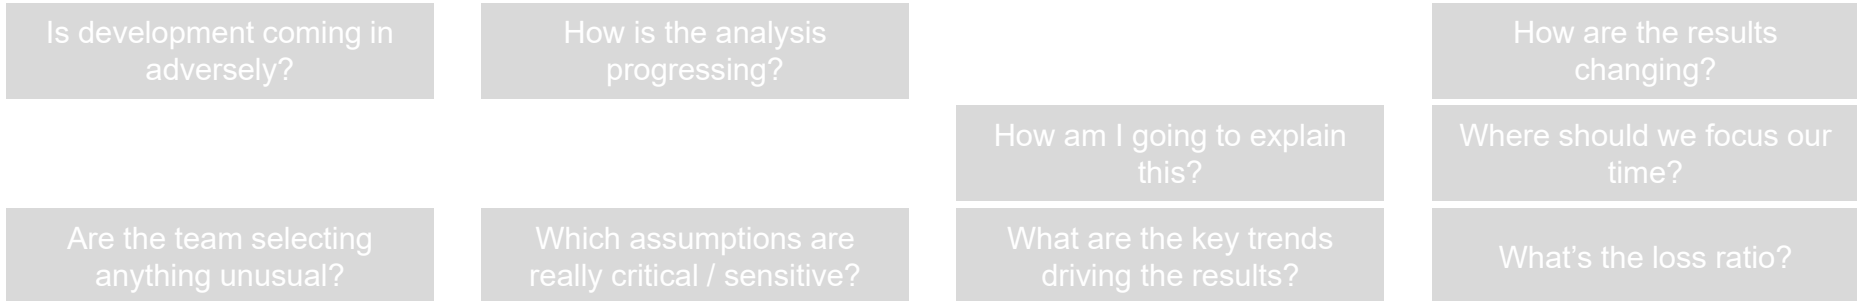 Is development coming in
adversely?
How is the analysis
progressing?
How are the results
changing?
How am I going to explain
this?
Where should we focus our
time?
Are the team selecting
anything unusual?
Which assumptions are
really critical / sensitive?
What are the key trends
driving the results?
What’s the loss ratio?